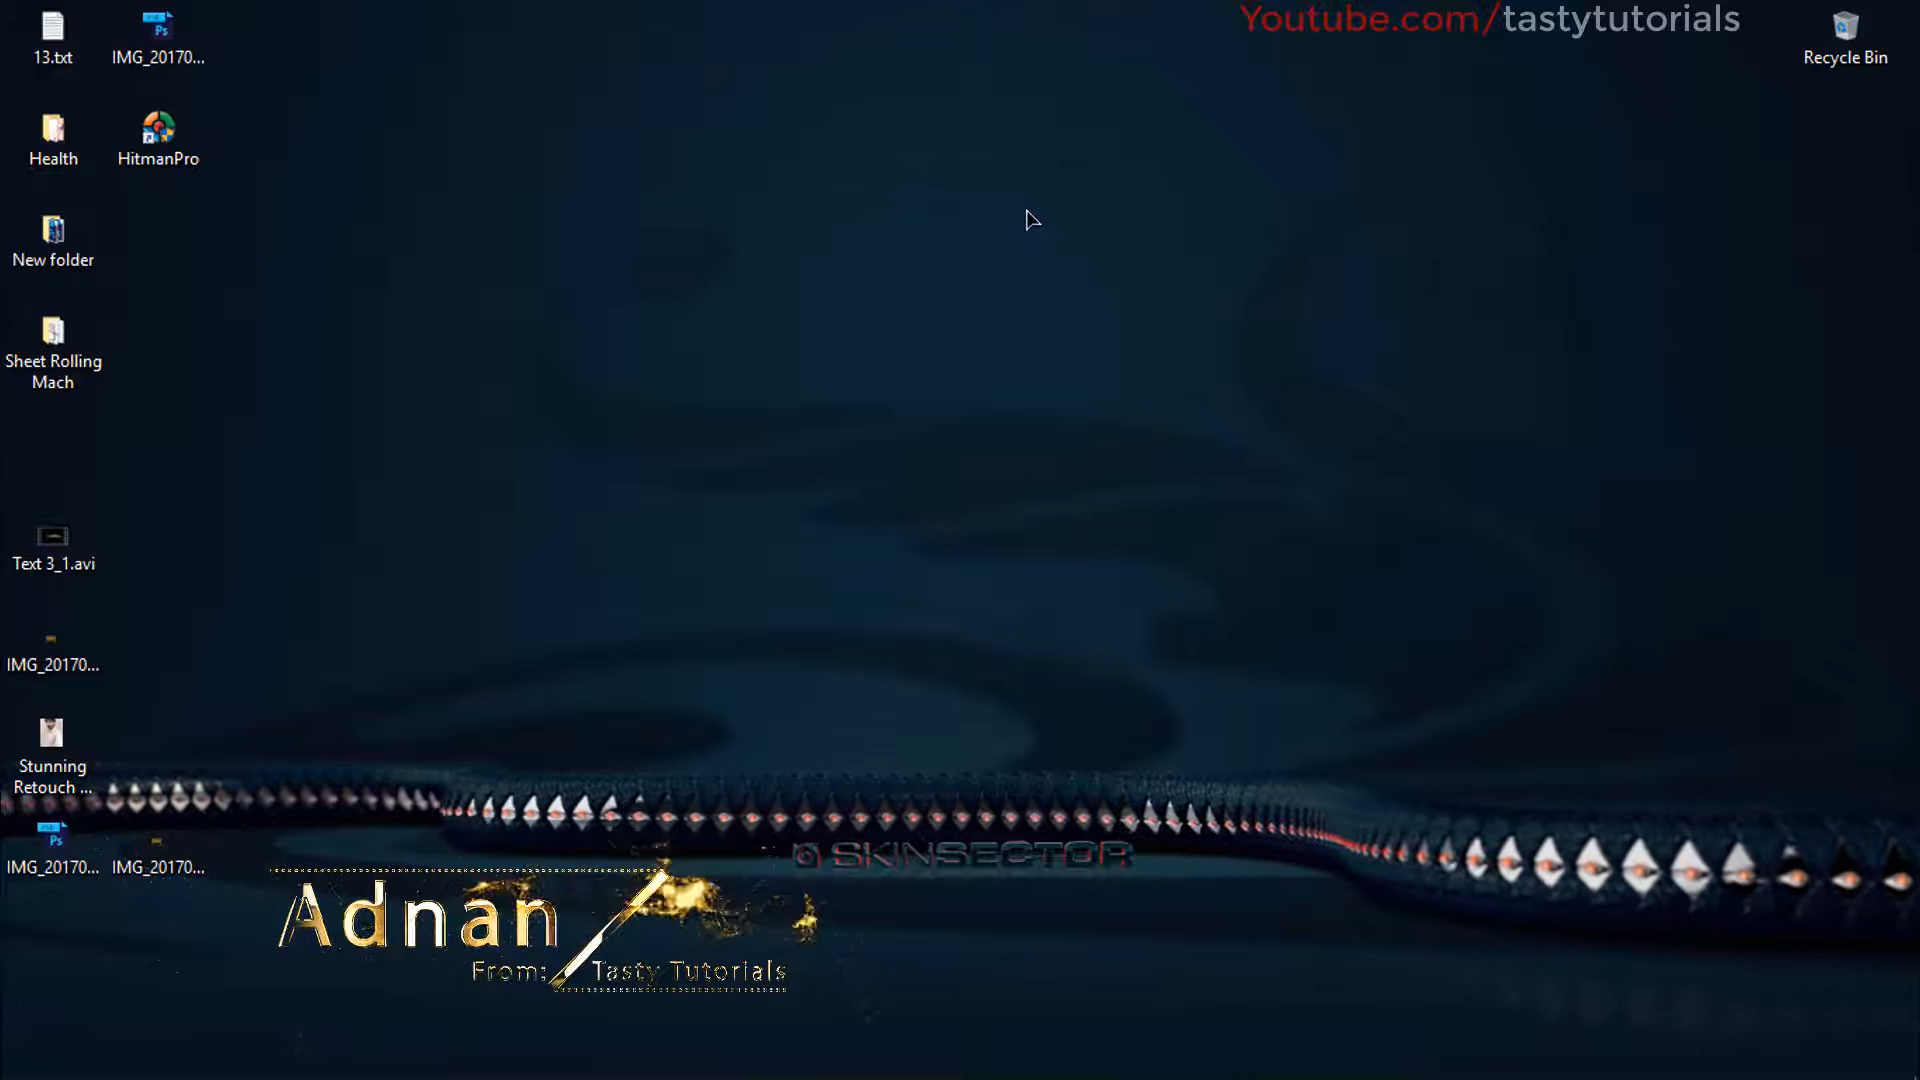 Youtube.com/tastytutorials
13.txt
IMG_20170...
Recycle Bin
Health
HitmanPro
New folder
Sheet Rolling
Mach
Text 3_1.avi
IMG_20170...
Stunning
Retouch ...
IMG_20170...
IMG_20170...
SKINSECTOR
Adnan
From: Tasty Tutorials